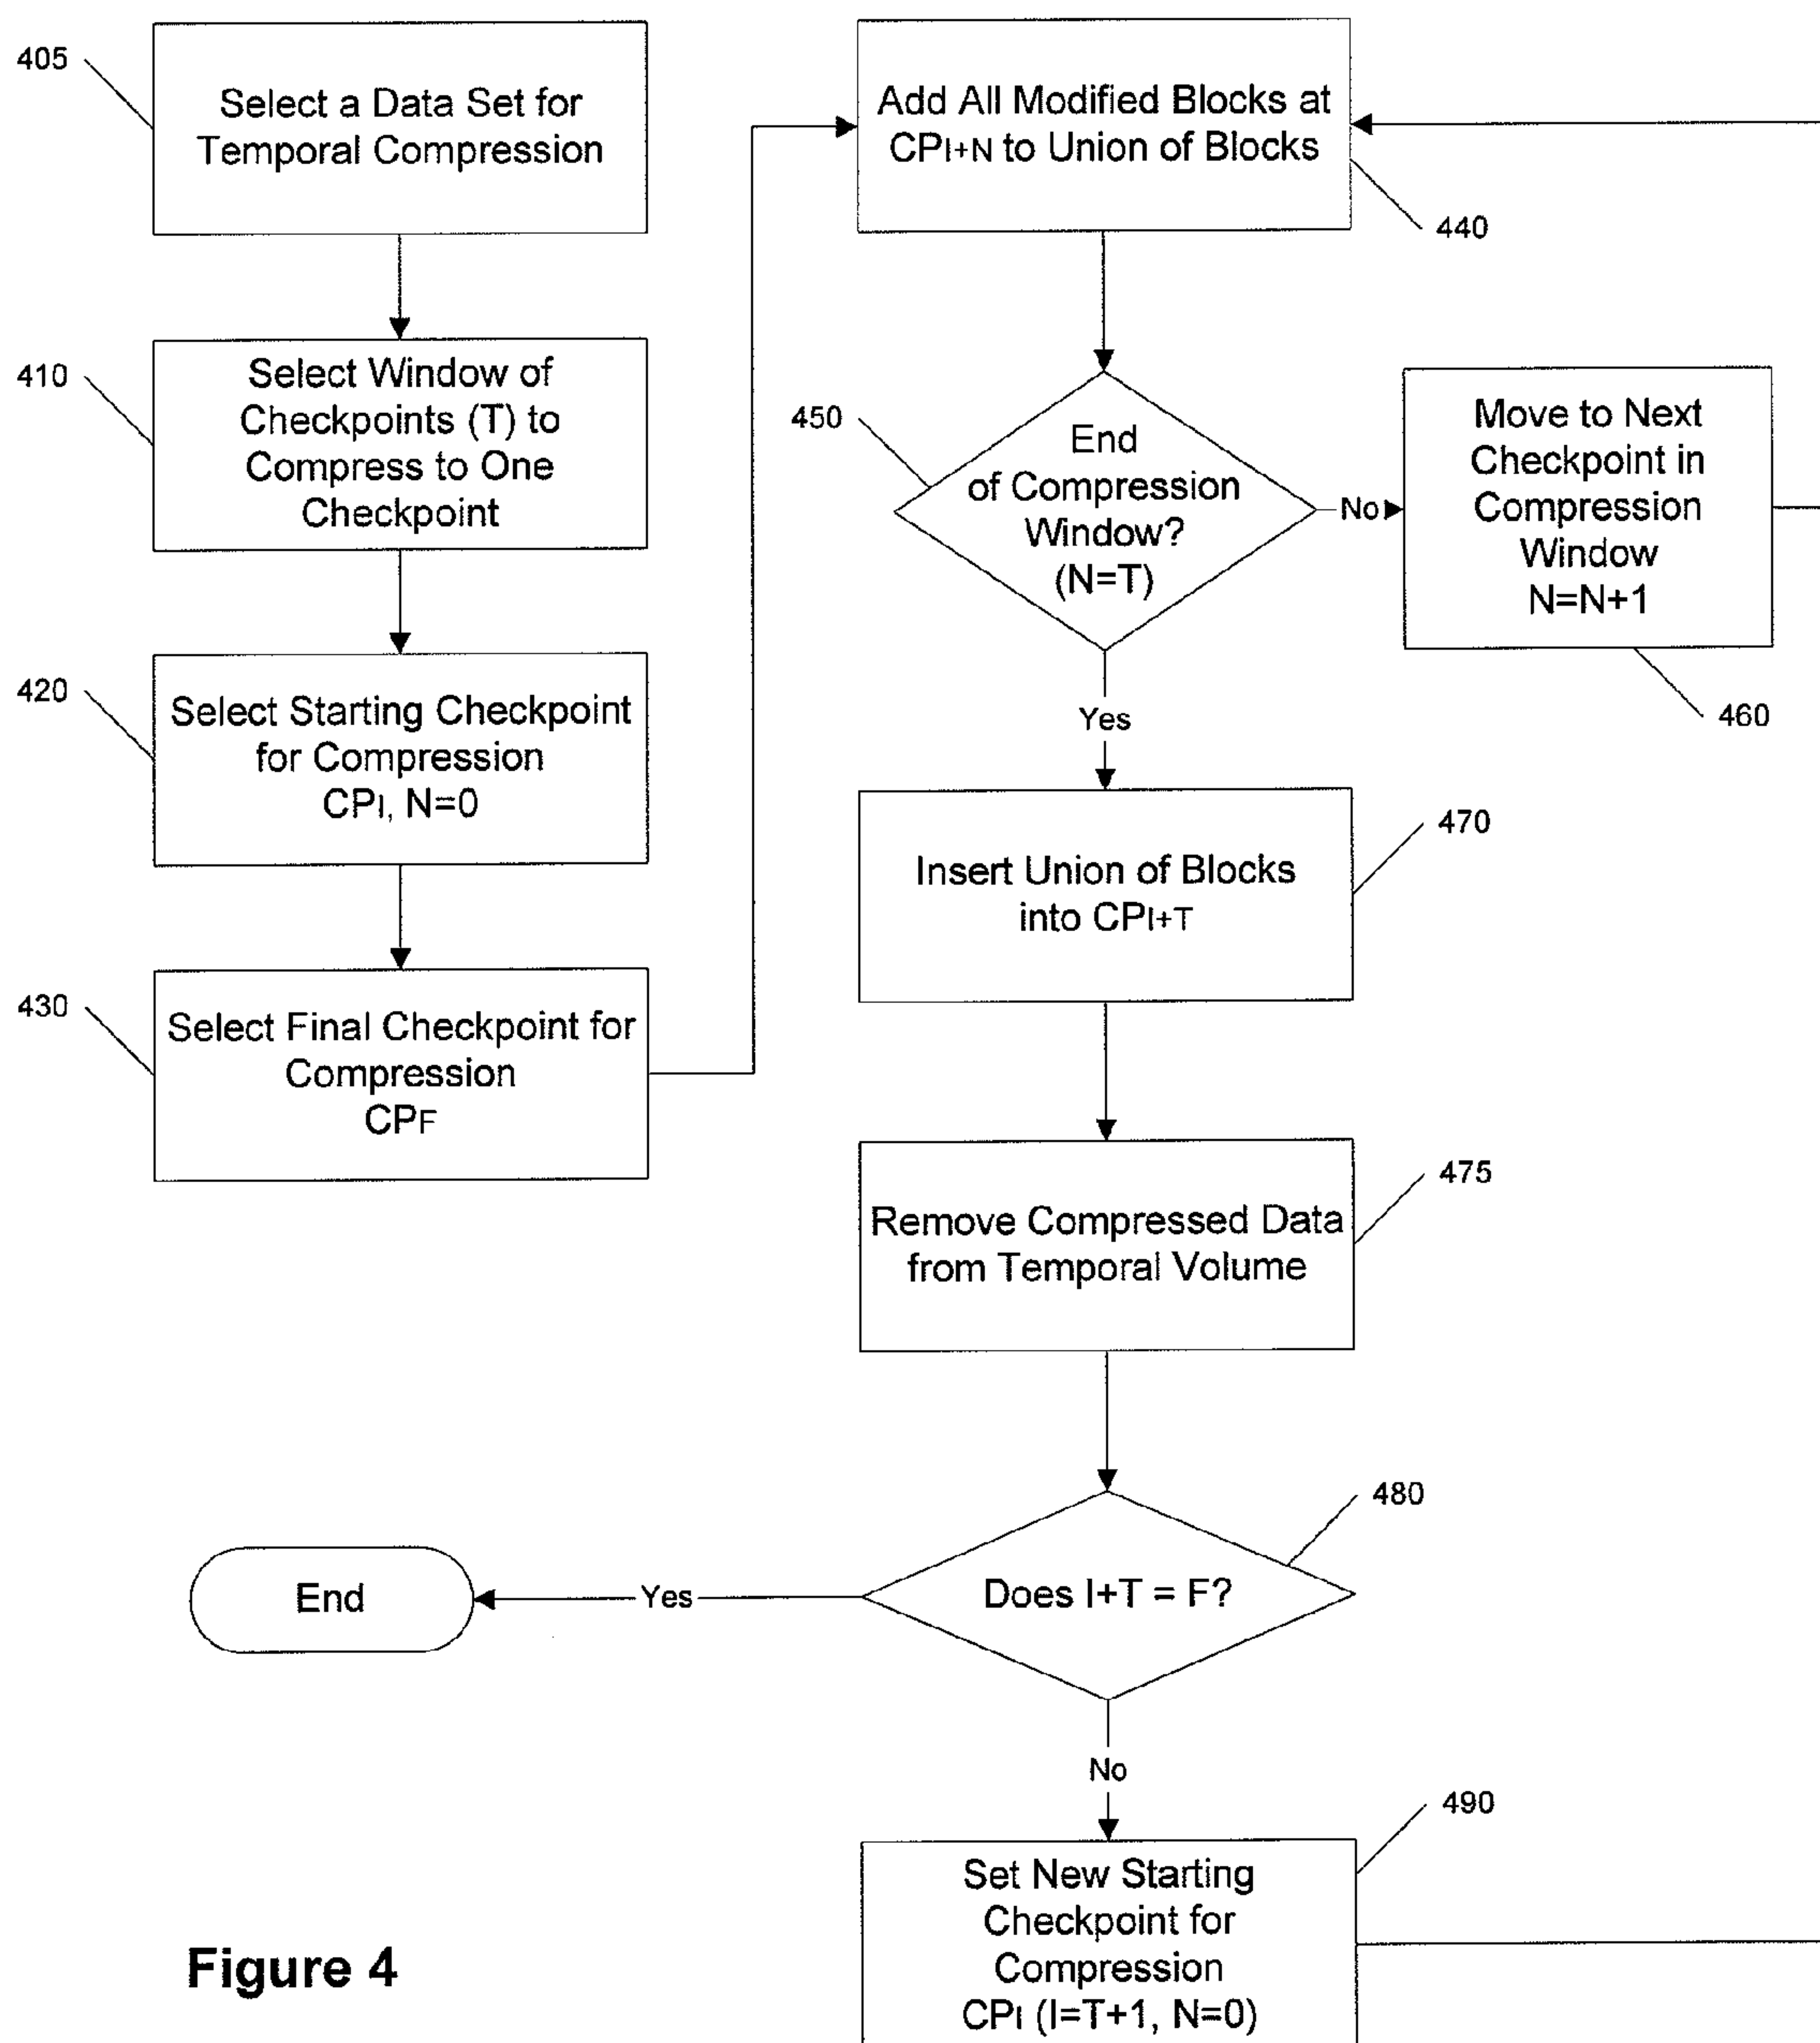 405
Select a Data Set for
Temporal Compression
410
Select Window of
Checkpoints (T) to
Compress to One
Checkpoint
420
Select Starting Checkpoint
for Compression
CPI, N=0
430
Select Final Checkpoint for
Compression
CPF
Add All Modified Blocks at
CPI+N to Union of Blocks
440
450
End
of Compression
Window?
(N=T)
No
Move to Next
Checkpoint in
Compression
Window
N=N+1
460
Yes
Insert Union of Blocks
into CPI+T
470
Remove Compressed Data
from Temporal Volume
475
Does I+T = F?
480
Yes
End
No
Set New Starting
Checkpoint for
Compression
CPI (I=T+1, N=0)
490
Figure 4